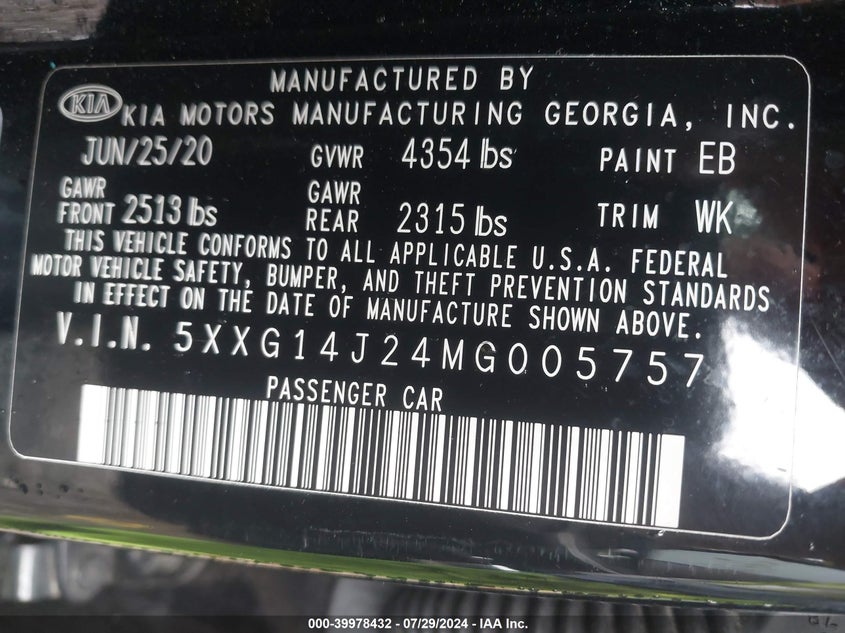 MANUFACTURED BY
KIA KIA MOTORS MANUFACTURING GEORGIA, INC.
JUN/25/20 GVWR 4354 lbs PAINT EB
GAWR FRONT 2513 lbs GAWR REAR 2315 lbs TRIM WK
THIS VEHICLE CONFORMS TO ALL APPLICABLE U.S.A. FEDERAL
MOTOR VEHICLE SAFETY, BUMPER, AND THEFT PREVENTION STANDARDS
IN EFFECT ON THE DATE OF MANUFACTURE SHOWN ABOVE.
V.I.N. 5XXG14J24MG005757
PASSENGER CAR
000-39978432 - 07/29/2024 - IAA Inc.